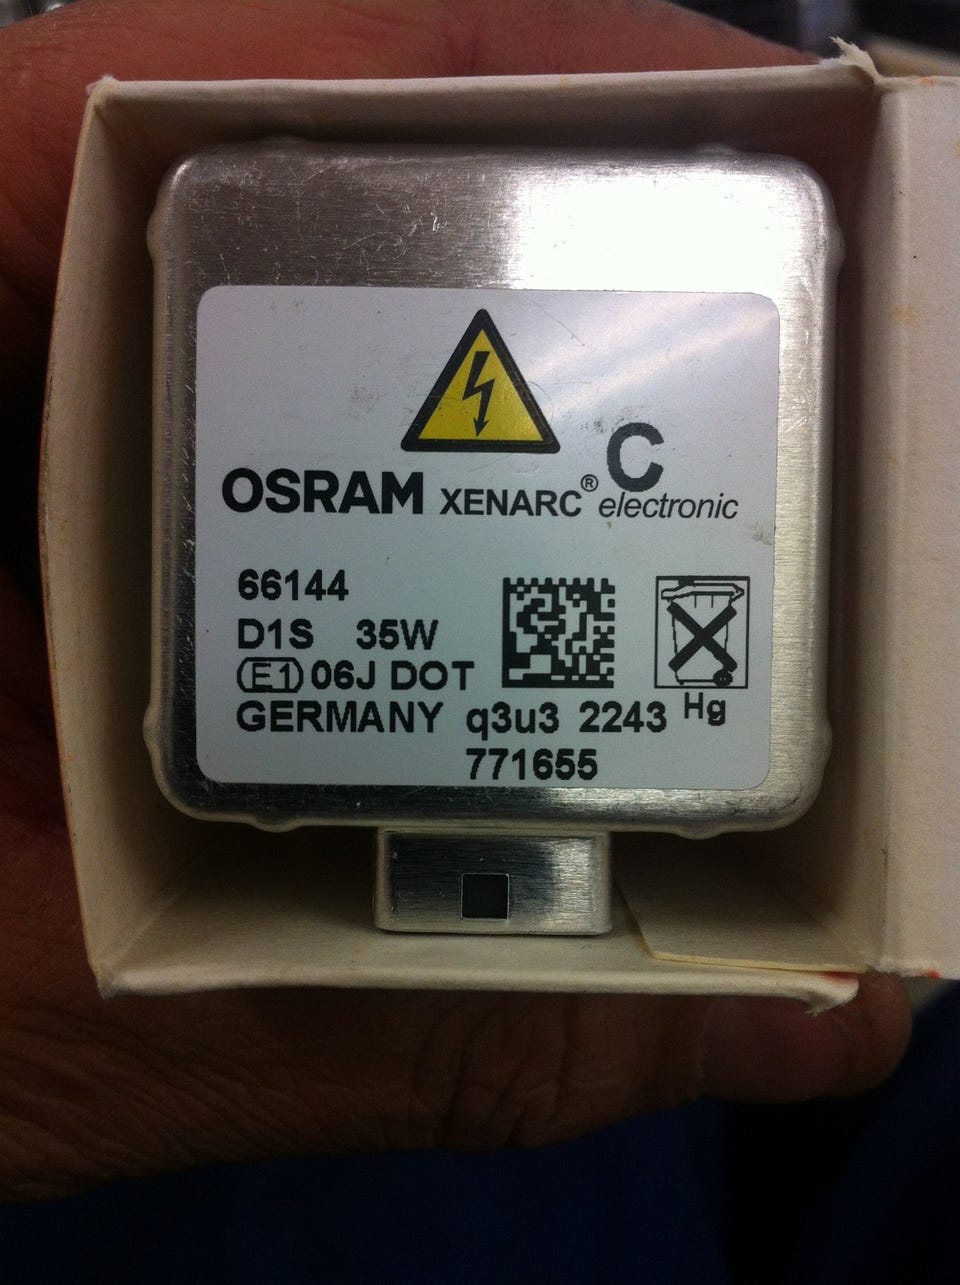 C
OSRAM XENARC® electronic
66144
D1S 35W
E1 06J DOT
GERMANY q3u3 2243
771655
Hg